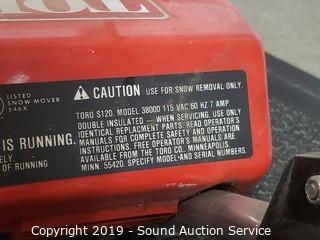 TORO
LISTED
SNOW MOVER
546X
CAUTION USE FOR SNOW REMOVAL ONLY.
TORO S120. MODEL 38000 115 VAC 60 HZ 7 AMP.
DOUBLE INSULATED — WHEN SERVICING, USE ONLY
IDENTICAL REPLACEMENT PARTS. READ OPERATOR'S
MANUALS FOR COMPLETE SAFETY AND OPERATION
INSTRUCTIONS. FREE OPERATOR'S MANUALS ARE
AVAILABLE FROM THE TORO CO. MINNEAPOLIS,
MINN. 55420. SPECIFY MODEL AND SERIAL NUMBERS.
IS RUNNING.
ELY
OF
Copyright 2019 - Sound Auction Service